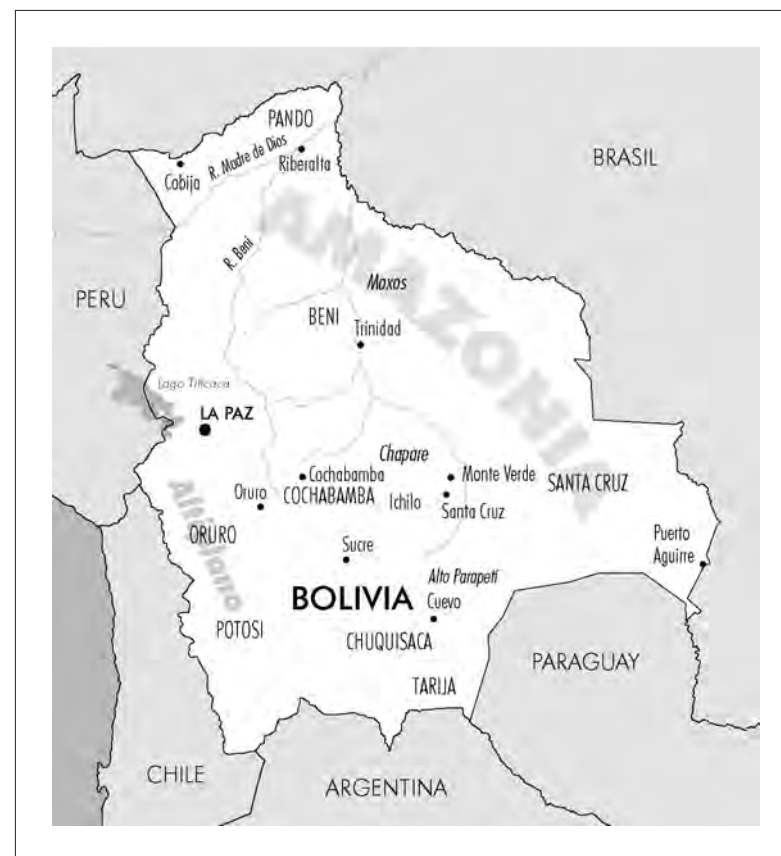 PANDO
R. Madre de Dios
Cobija
Riberalta
BRASIL
AMAZONIA
R. Beni
Moxos
PERU
BENI
Trinidad
Lago Titicaca
LA PAZ
Chapare
Cochabamba
COCHABAMBA
Monte Verde
SANTA CRUZ
Oruro
Ichilo
Santa Cruz
Altiplano
ORURO
Puerto
Aguirre
Sucre
Alto Parapetí
BOLIVIA
Cuevo
POTOSI
CHUQUISACA
PARAGUAY
TARIJA
CHILE
ARGENTINA